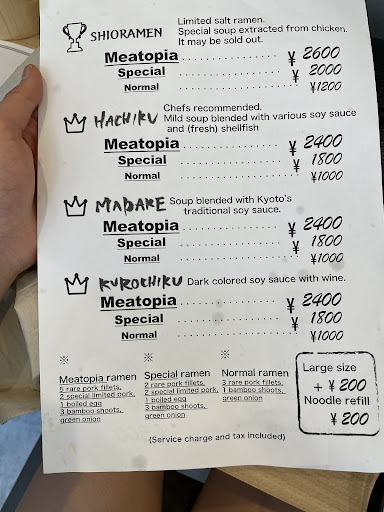 Limited salt ramen.
SHIORAMEN Special soup extracted from chicken.
It may be sold out.
Meatopia ¥ 2600
Special ¥ 2000
Normal ¥1200
Chefs recommended.
HACHIKU Mild soup blended with various soy sauce
and (fresh) shellfish
Meatopia ¥ 2400
Special ¥ 1800
Normal ¥1000
MADAKE Soup blended with Kyoto's
traditional soy sauce.
Meatopia ¥ 2400
Special ¥ 1800
Normal ¥1000
KUROCHIKU Dark colored soy sauce with wine.
Meatopia ¥ 2400
Special ¥ 1800
Normal ¥1000
※
Meatopia ramen
5 rare pork fillets,
2 special limited pork,
1 boiled egg
3 bamboo shoots,
green onion
※
Special ramen
2 rare pork fillets,
2 special limited pork,
1 boiled egg
3 bamboo shoots,
green onion
※
Normal ramen
3 rare pork fillets,
1 bamboo shoots,
green onion
Large size
+ ¥ 200
Noodle refill
¥ 200
(Service charge and tax included)